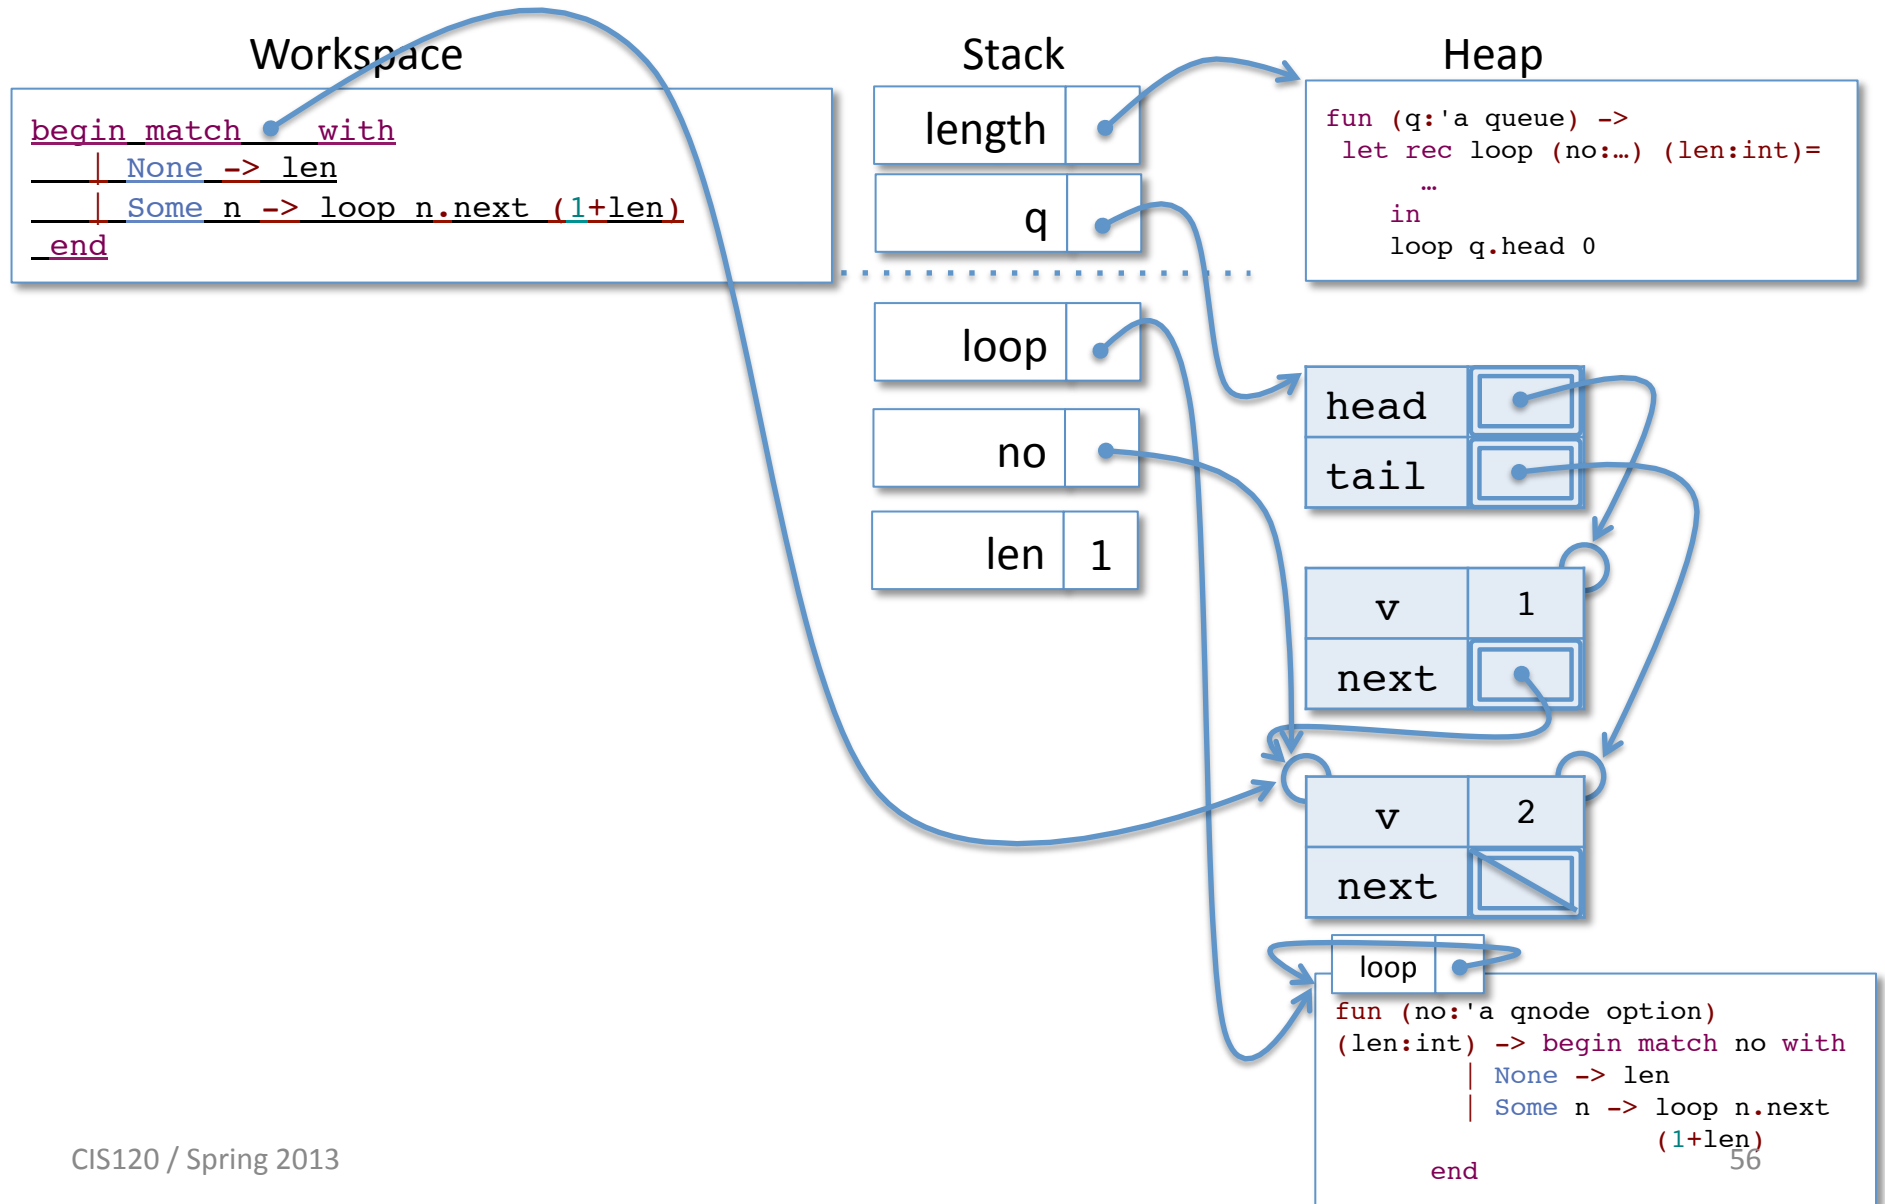 Workspace
begin match with
| None -> len
| Some n -> loop n.next (1+len)
end
Stack
length
q
loop
no
len 1
Heap
fun (q:'a queue) ->
let rec loop (no:…) (len:int)=
…
in
loop q.head 0
head
tail
v 1
next
v 2
next
loop
fun (no:'a qnode option)
(len:int) -> begin match no with
| None -> len
| Some n -> loop n.next
(1+len)
end
CIS120 / Spring 2013
56